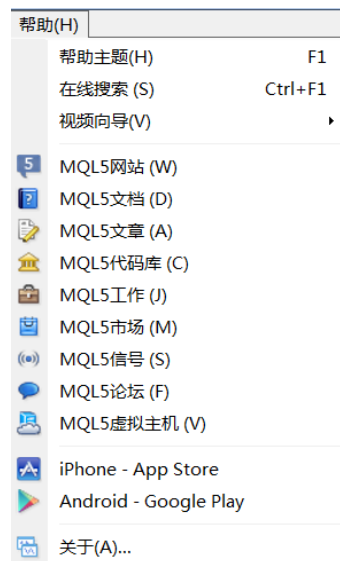 帮助(H)
帮助主题(H) F1
在线搜索 (S) Ctrl+F1
视频向导(V)
5 MQL5网站 (W)
MQL5文档 (D)
MQL5文章 (A)
MQL5代码库 (C)
MQL5工作 (J)
MQL5市场 (M)
MQL5信号 (S)
MQL5论坛 (F)
MQL5虚拟主机 (V)
iPhone - App Store
Android - Google Play
关于(A)...